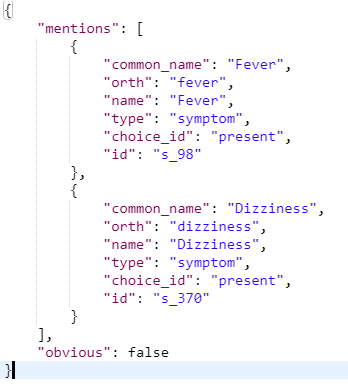 {
    "mentions": [
        {
            "common_name": "Fever",
            "orth": "fever",
            "name": "Fever",
            "type": "symptom",
            "choice_id": "present",
            "id": "s_98"
        },
        {
            "common_name": "Dizziness",
            "orth": "dizziness",
            "name": "Dizziness",
            "type": "symptom",
            "choice_id": "present",
            "id": "s_370"
        }
    ],
    "obvious": false
}